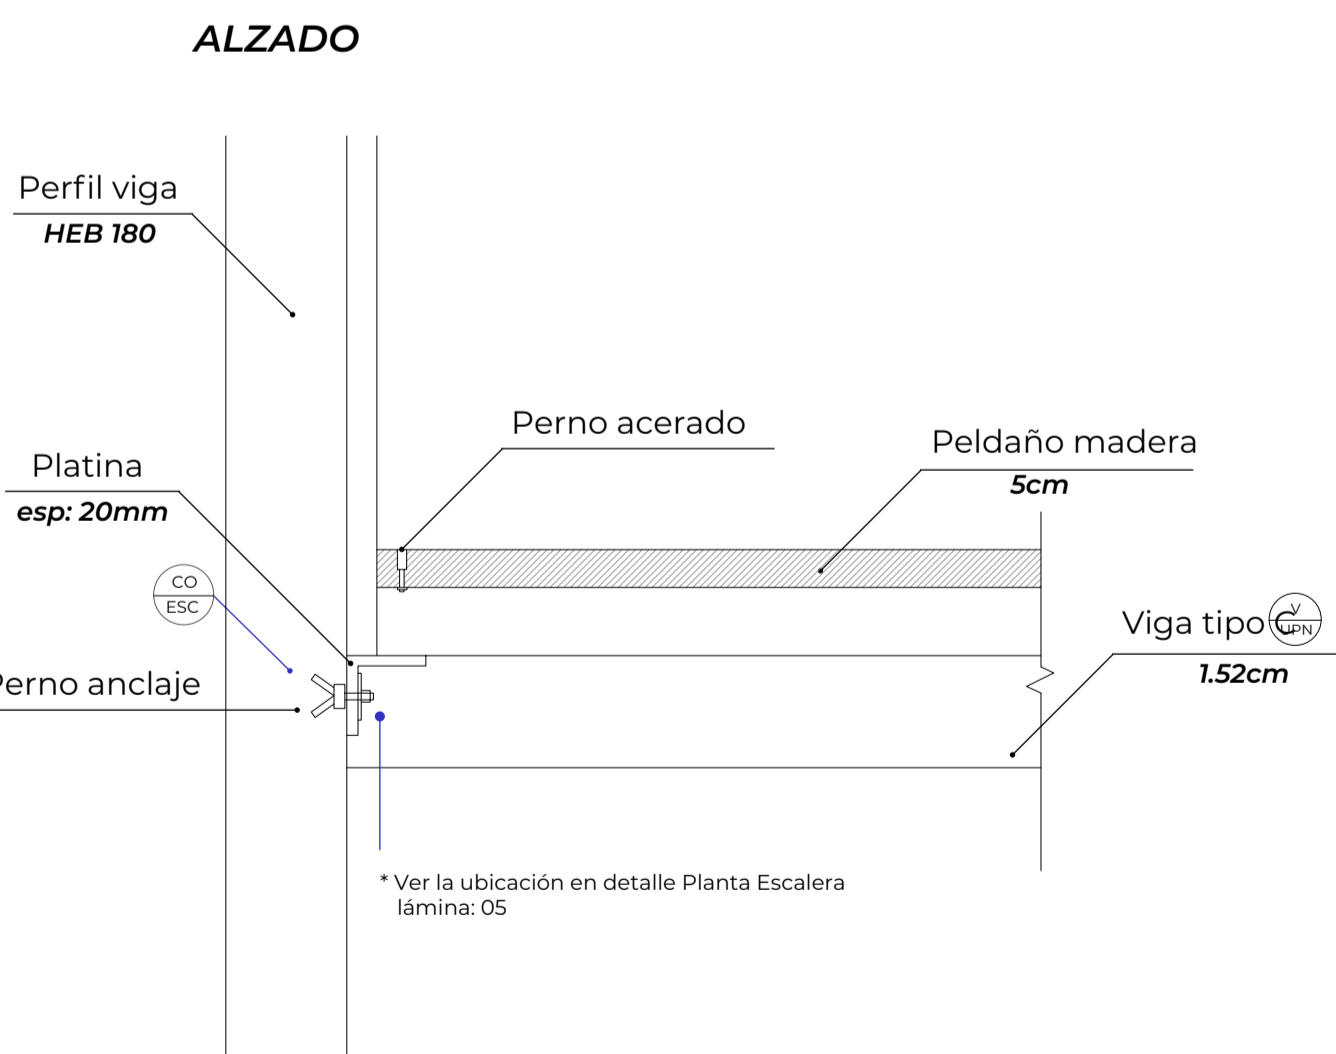 ALZADO
Perfil viga
HEB 180
Perno acerado
Peldaño madera
5cm
Platina
esp: 20mm
CO
ESC
Viga tipo C
V
UPN
1.52cm
Perno anclaje
* Ver la ubicación en detalle Planta Escalera
lámina: 05